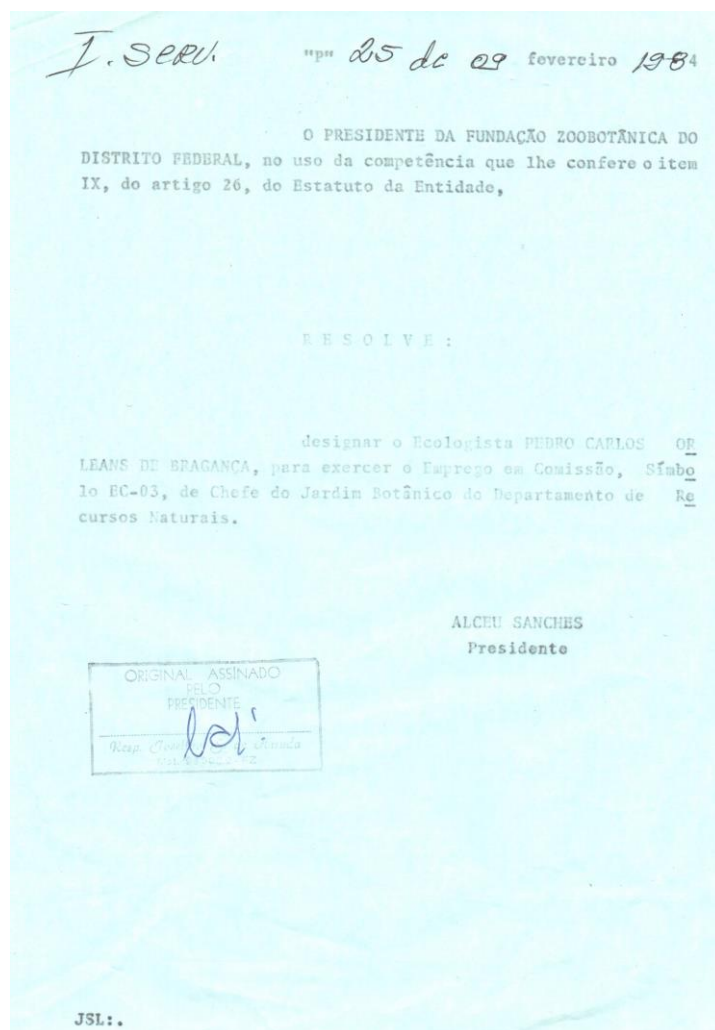 I. SERV. "P" 25 de 09 fevereiro 1984
O PRESIDENTE DA FUNDAÇÃO ZOOBOTÂNICA DO
DISTRITO FEDERAL, no uso da competência que lhe confere o item
IX, do artigo 26, do Estatuto da Entidade,
R E S O L V E :
designar o Ecologista PEDRO CARLOS OR
LEANS DE BRAGANÇA, para exercer o Emprego em Comissão, Símbo
lo EC-03, de Chefe do Jardim Botânico do Departamento de Re
cursos Naturais.
ALCEU SANCHES
Presidente
ORIGINAL ASSINADO
PELO
PRESIDENTE
Resp.
JSL:.